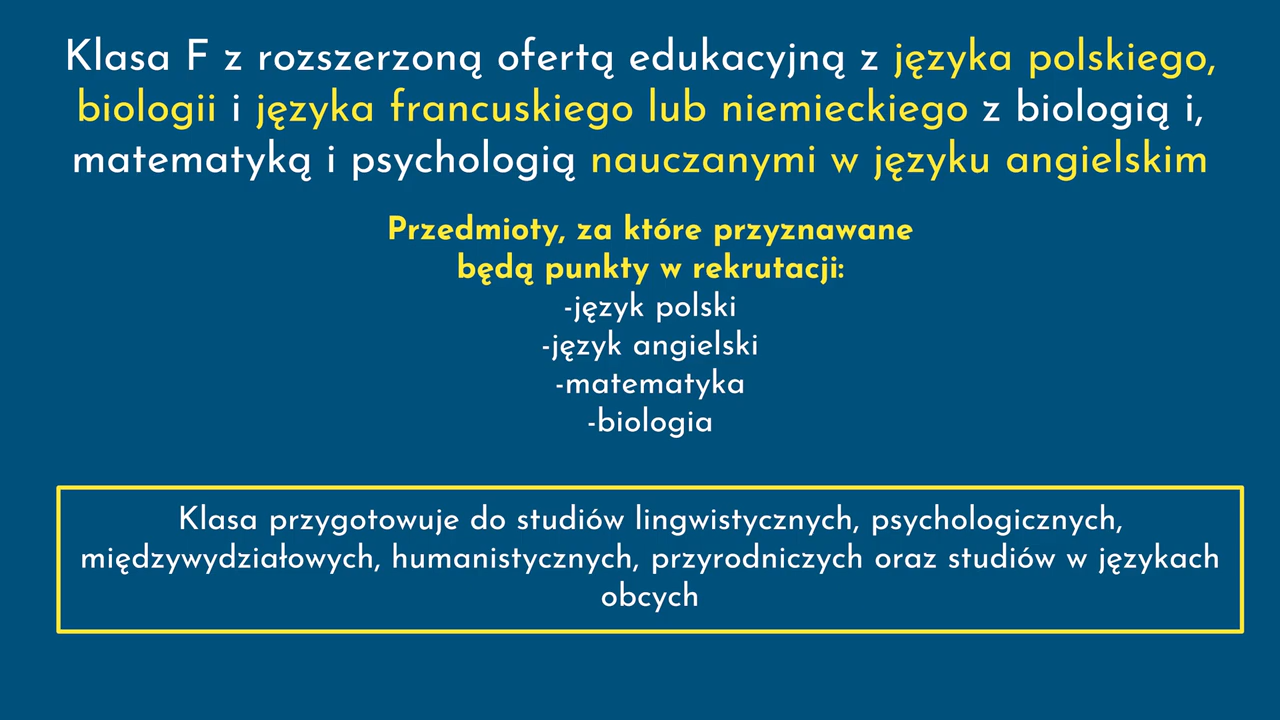 Klasa F z rozszerzoną ofertą edukacyjną z języka polskiego,
biologii i języka francuskiego lub niemieckiego z biologią i,
matematyką i psychologią nauczanymi w języku angielskim
Przedmioty, za które przyznawane
będą punkty w rekrutacji:
-język polski
-język angielski
-matematyka
-biologia
Klasa przygotowuje do studiów lingwistycznych, psychologicznych,
międzywydziałowych, humanistycznych, przyrodniczych oraz studiów w językach
obcych